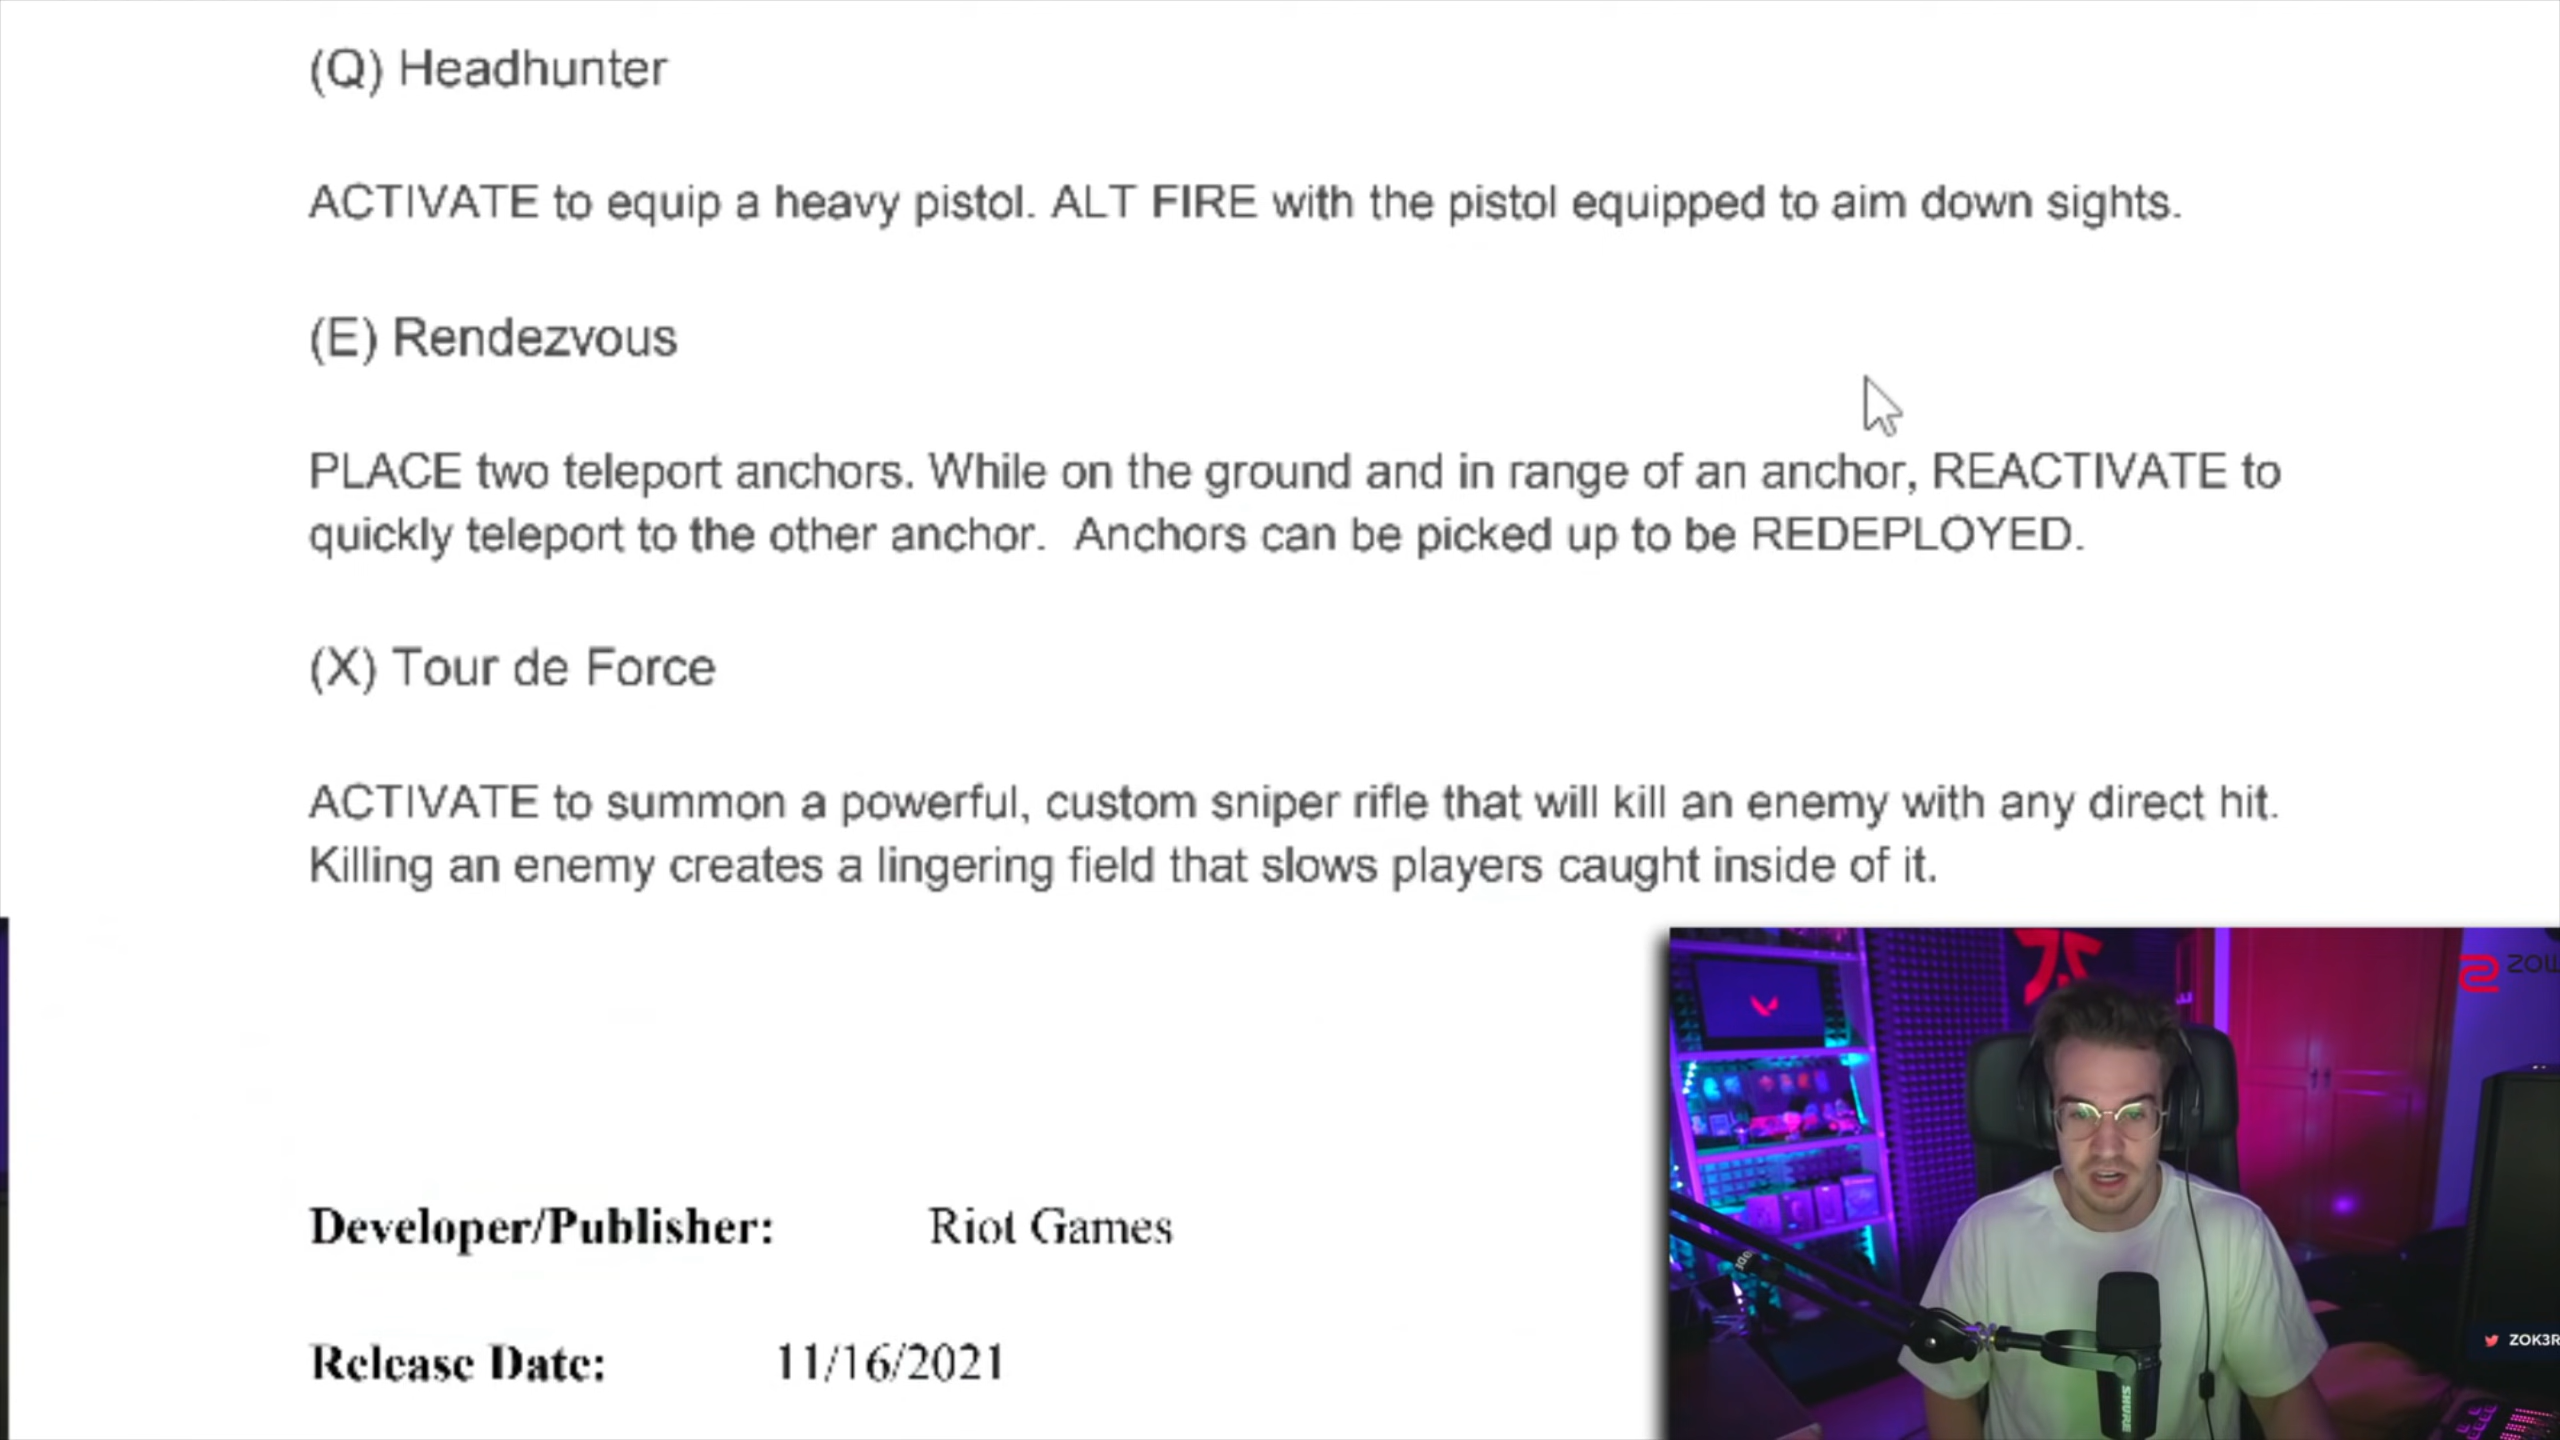 (Q) Headhunter
ACTIVATE to equip a heavy pistol. ALT FIRE with the pistol equipped to aim down sights.
(E) Rendezvous
PLACE two teleport anchors. While on the ground and in range of an anchor, REACTIVATE to
quickly teleport to the other anchor.  Anchors can be picked up to be REDEPLOYED.
(X) Tour de Force
ACTIVATE to summon a powerful, custom sniper rifle that will kill an enemy with any direct hit.
Killing an enemy creates a lingering field that slows players caught inside of it.
Developer/Publisher: Riot Games
Release Date: 11/16/2021
ZOW
ZOK3R
SHURE